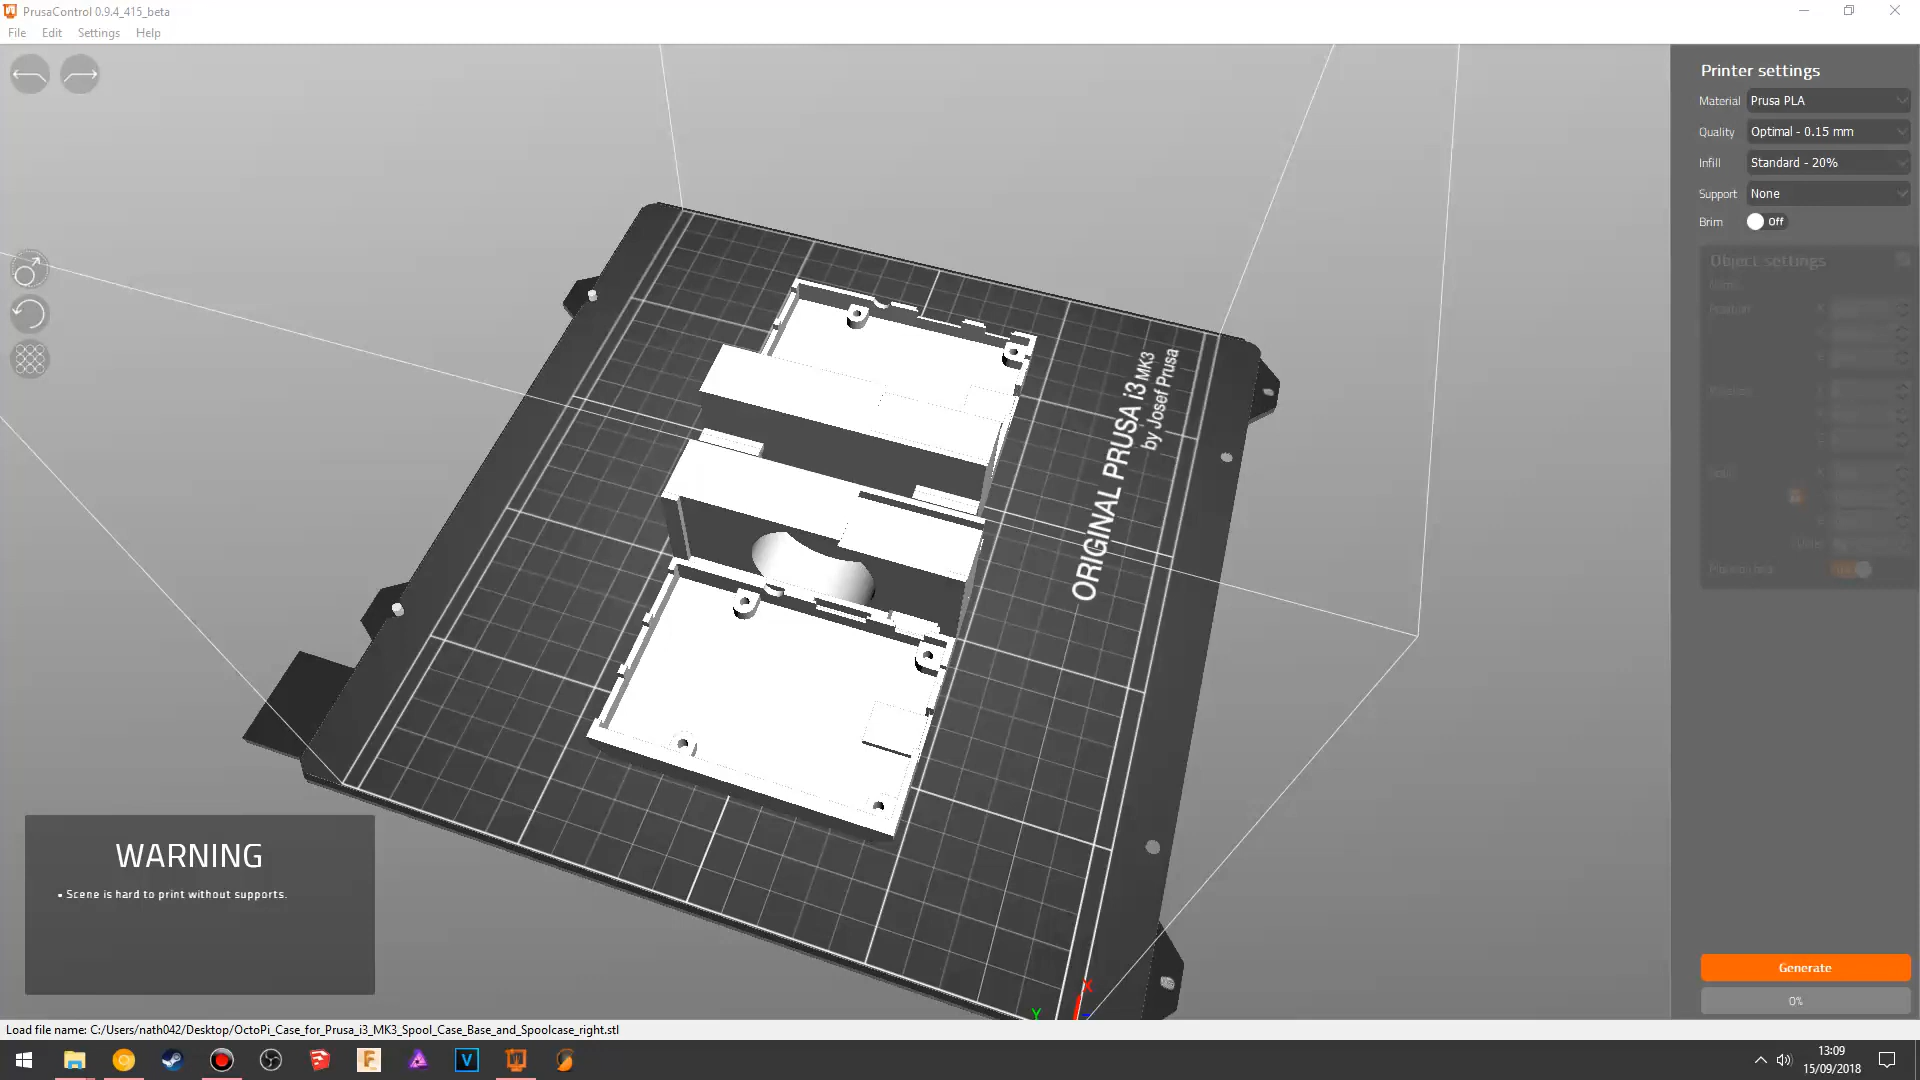 PrusaControl 0.9.4_415_beta
File Edit Settings Help
Printer settings
Material Prusa PLA
Quality Optimal - 0.15 mm
Infill Standard - 20%
Support None
Brim Off
Object settings
ORIGINAL PRUSA i3 MK3
by Josef Prusa
WARNING
• Scene is hard to print without supports.
X
Y
Generate
0%
Load file name: C:/Users/nath042/Desktop/OctoPi_Case_for_Prusa_i3_MK3_Spool_Case_Base_and_Spoolcase_right.stl
13:09
15/09/2018